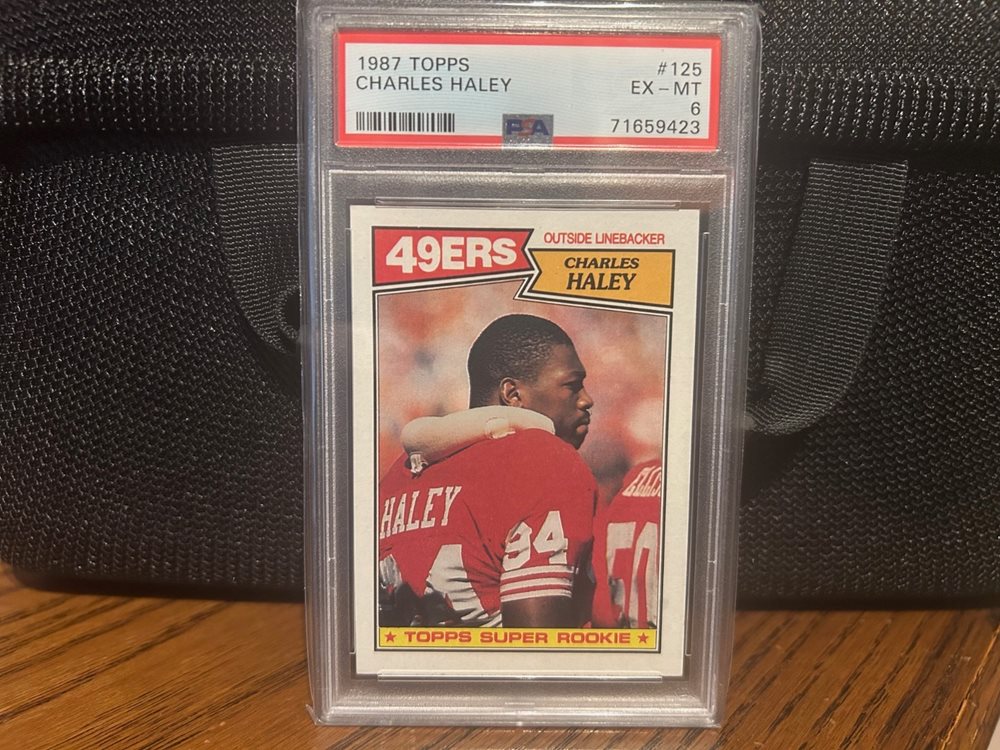 1987 TOPPS #125
CHARLES HALEY EX - MT
6
PSA 71659423
49ERS
OUTSIDE LINEBACKER
CHARLES
HALEY
HALEY
94
50
★ TOPPS SUPER ROOKIE ★